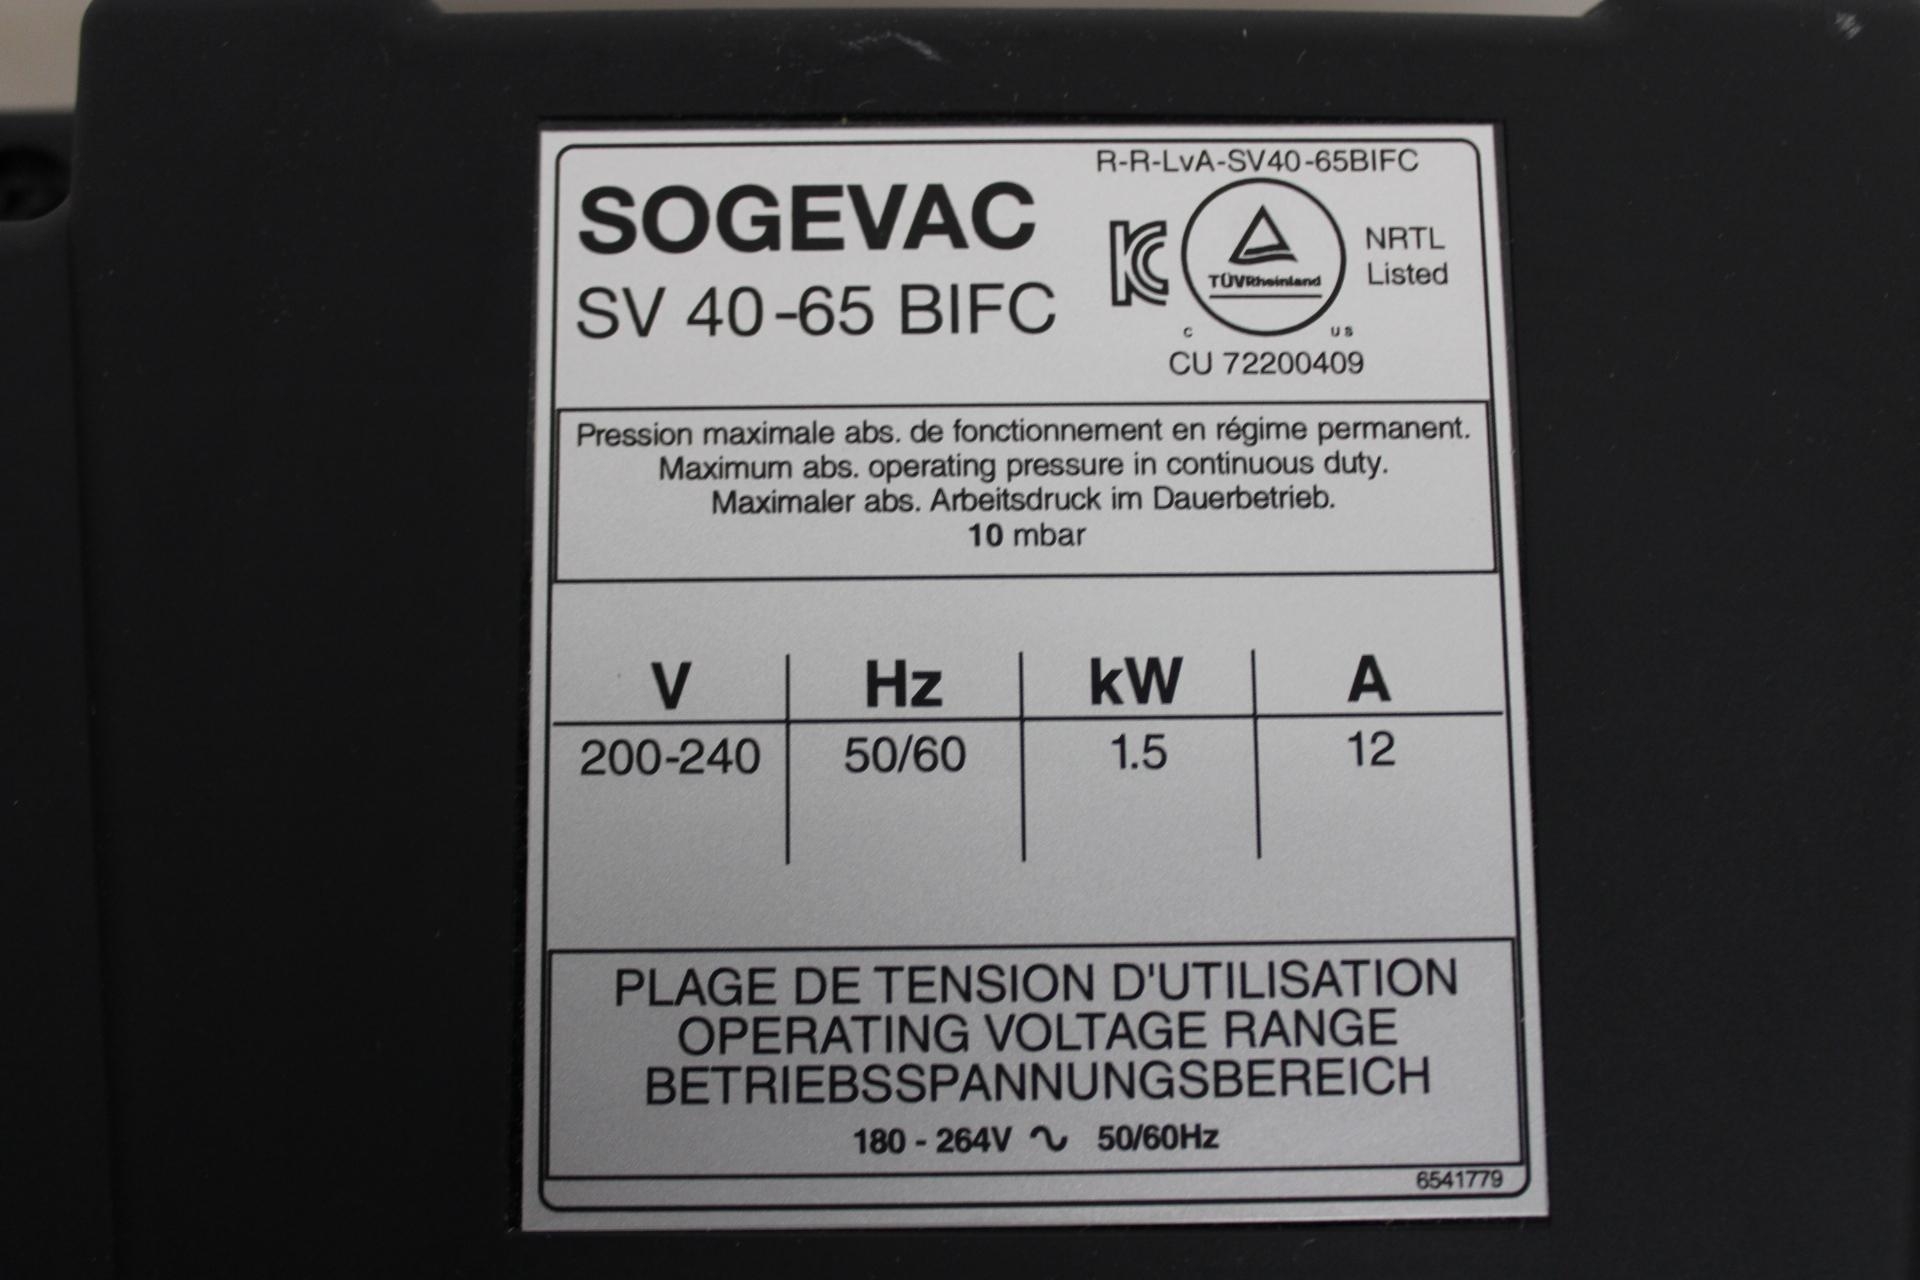 R-R-LvA-SV40-65BIFC
SOGEVAC
SV 40-65 BIFC
KC
TÜVRheinland
NRTL
Listed
C US
CU 72200409
Pression maximale abs. de fonctionnement en régime permanent.
Maximum abs. operating pressure in continuous duty.
Maximaler abs. Arbeitsdruck im Dauerbetrieb.
10 mbar
V Hz kW A
200-240 50/60 1.5 12
PLAGE DE TENSION D'UTILISATION
OPERATING VOLTAGE RANGE
BETRIEBSSPANNUNGSBEREICH
180 - 264V ∿ 50/60Hz
6541779